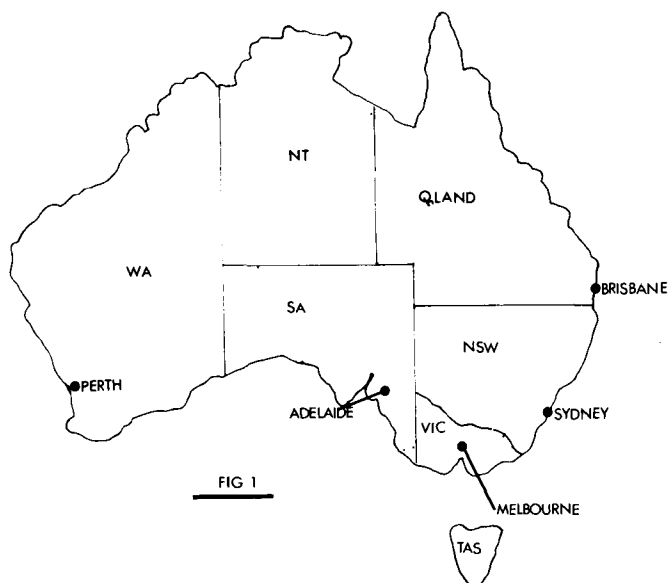 NT
QLAND
WA
BRISBANE
SA
NSW
PERTH
ADELAIDE
SYDNEY
VIC
FIG 1
MELBOURNE
TAS